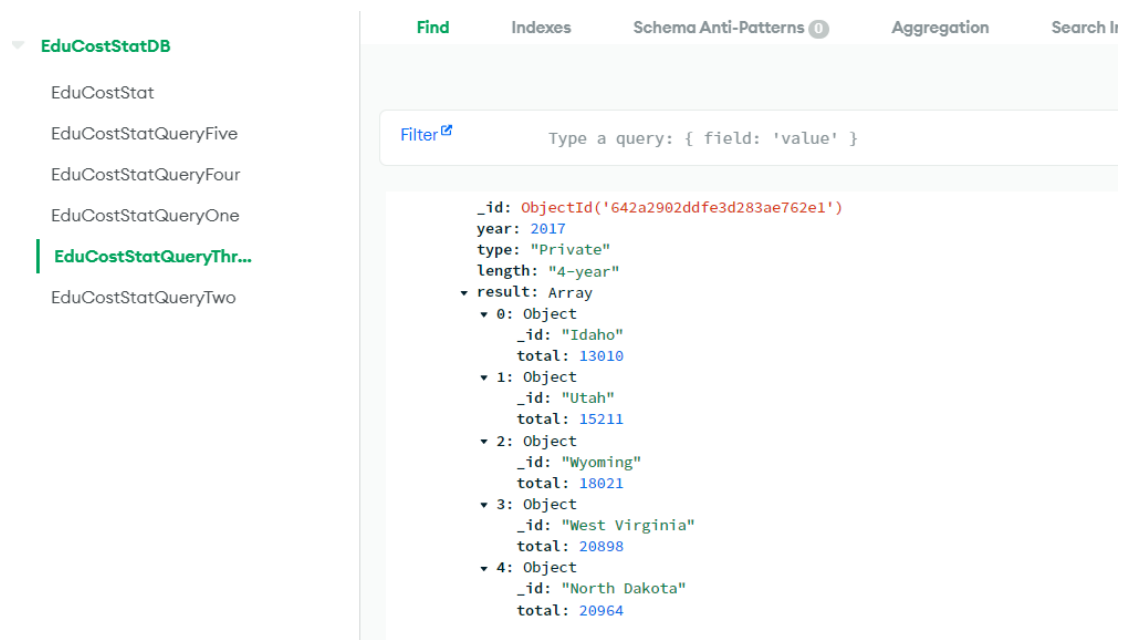 EduCostStatDB
EduCostStat
EduCostStatQueryFive
EduCostStatQueryFour
EduCostStatQueryOne
EduCostStatQueryThr...
EduCostStatQueryTwo
Find Indexes Schema Anti-Patterns 0 Aggregation Search
Filter Type a query: { field: 'value' }
_id: ObjectId('642a2902ddfe3d283ae762e1')
year: 2017
type: "Private"
length: "4-year"
result: Array
0: Object
_id: "Idaho"
total: 13010
1: Object
_id: "Utah"
total: 15211
2: Object
_id: "Wyoming"
total: 18021
3: Object
_id: "West Virginia"
total: 20898
4: Object
_id: "North Dakota"
total: 20964